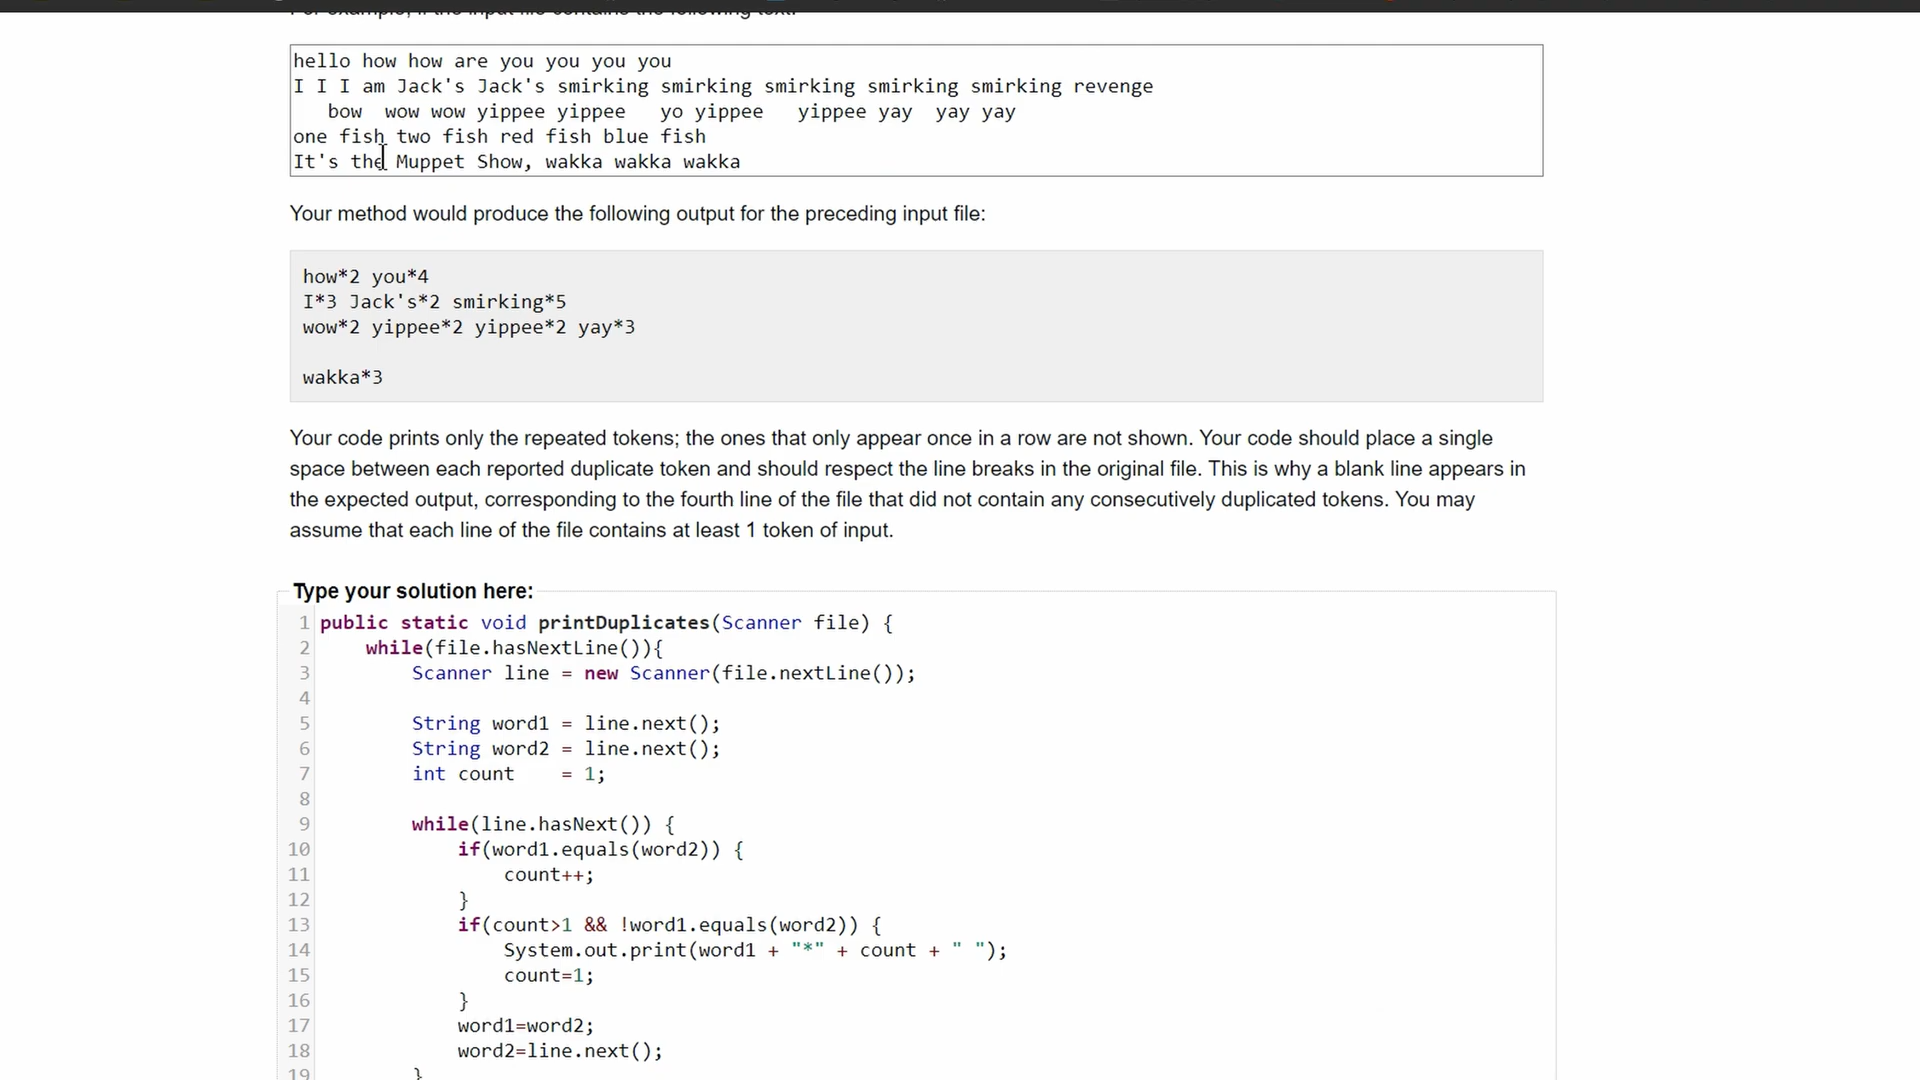 For example, if the input file contains the following text:
hello how how are you you you you
I I I am Jack's Jack's smirking smirking smirking smirking smirking revenge
bow wow wow yippee yippee yo yippee yippee yay yay yay
one fish two fish red fish blue fish
It's the Muppet Show, wakka wakka wakka
Your method would produce the following output for the preceding input file:
how*2 you*4
I*3 Jack's*2 smirking*5
wow*2 yippee*2 yippee*2 yay*3
wakka*3
Your code prints only the repeated tokens; the ones that only appear once in a row are not shown. Your code should place a single
space between each reported duplicate token and should respect the line breaks in the original file. This is why a blank line appears in
the expected output, corresponding to the fourth line of the file that did not contain any consecutively duplicated tokens. You may
assume that each line of the file contains at least 1 token of input.
Type your solution here:
1 public static void printDuplicates(Scanner file) {
2 while(file.hasNextLine()){
3 Scanner line = new Scanner(file.nextLine());
4
5 String word1 = line.next();
6 String word2 = line.next();
7 int count = 1;
8
9 while(line.hasNext()) {
10 if(word1.equals(word2)) {
11 count++;
12 }
13 if(count>1 && !word1.equals(word2)) {
14 System.out.print(word1 + "*" + count + " ");
15 count=1;
16 }
17 word1=word2;
18 word2=line.next();
19 }